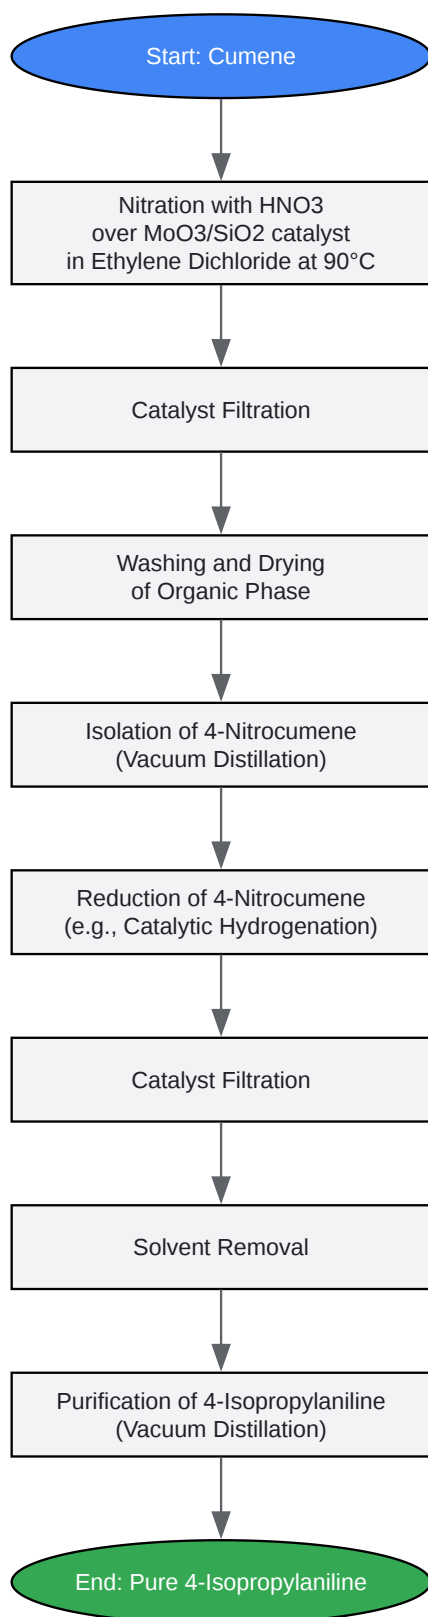 Start: Cumene
Nitration with HNO3
over MoO3/SiO2 catalyst
in Ethylene Dichloride at 90°C
Catalyst Filtration
Washing and Drying
of Organic Phase
Isolation of 4-Nitrocumene
(Vacuum Distillation)
Reduction of 4-Nitrocumene
(e.g., Catalytic Hydrogenation)
Catalyst Filtration
Solvent Removal
Purification of 4-Isopropylaniline
(Vacuum Distillation)
End: Pure 4-Isopropylaniline